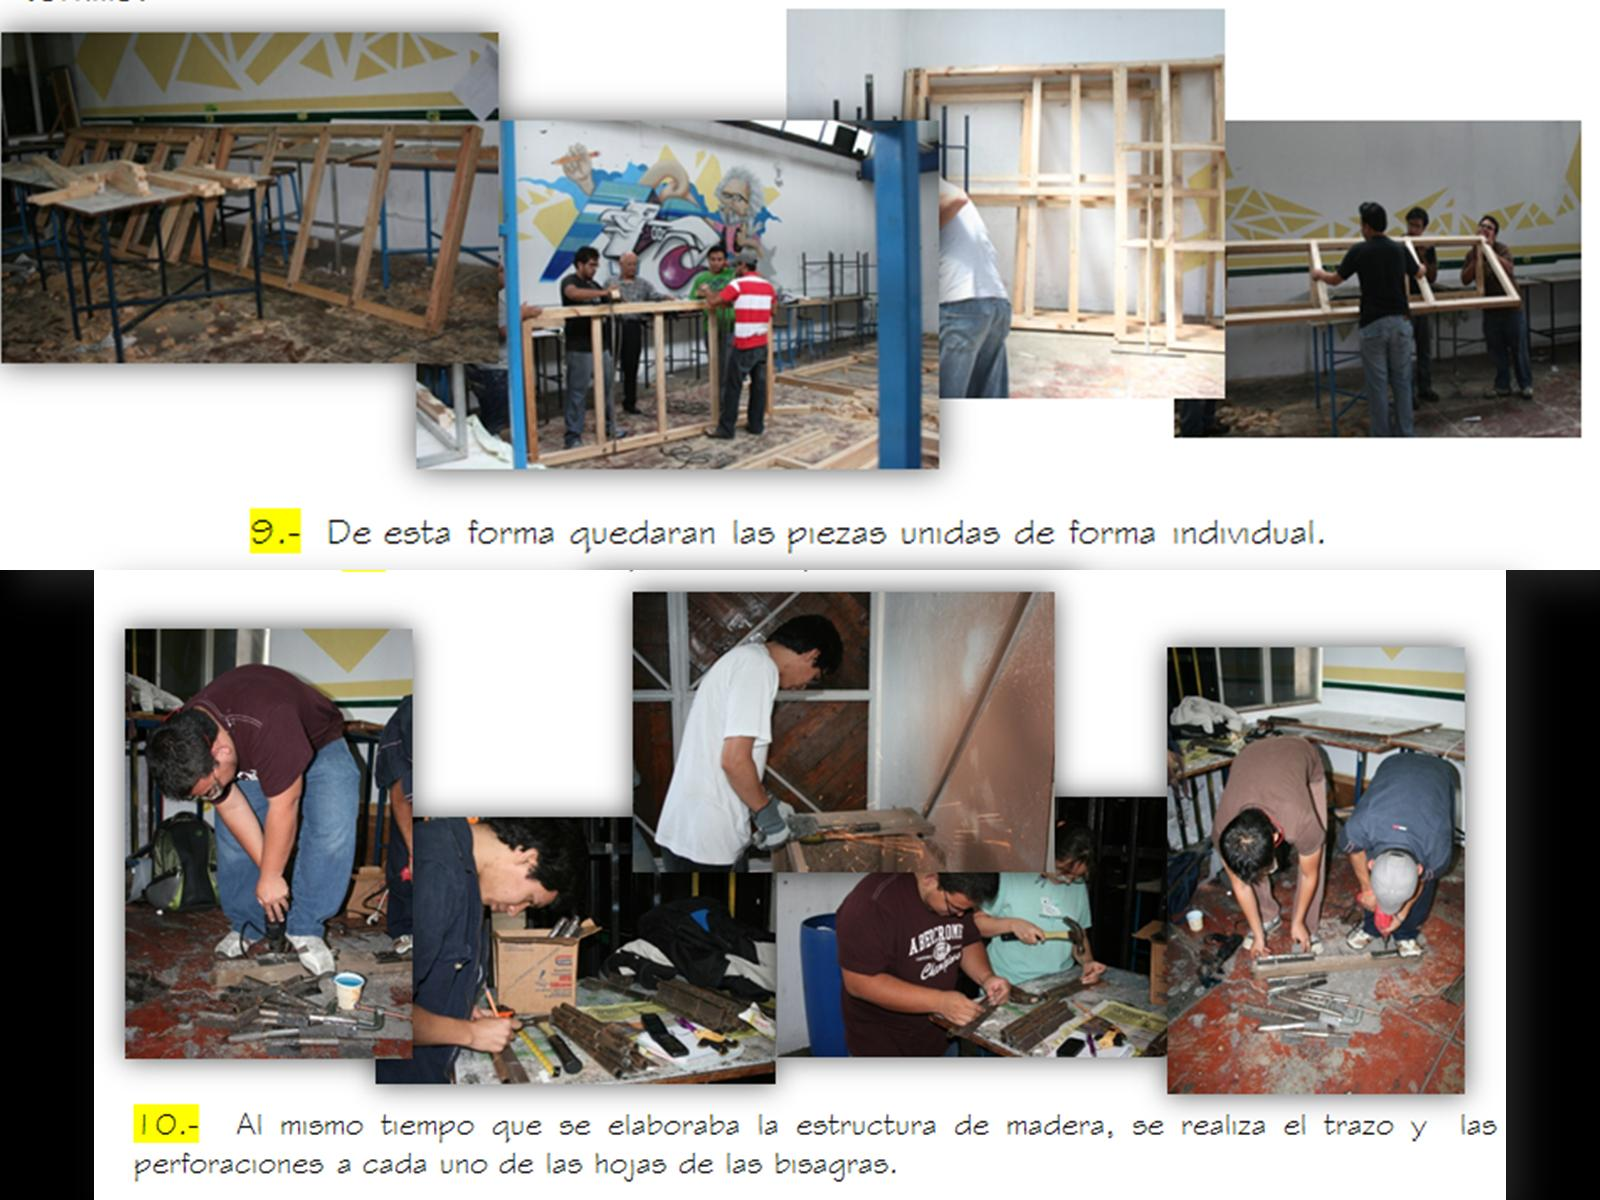 9.- De esta forma quedaran las piezas unidas de forma individual.
ABERCROMBIE
10.- Al mismo tiempo que se elaboraba la estructura de madera, se realiza el trazo y las
perforaciones a cada uno de las hojas de las bisagras.